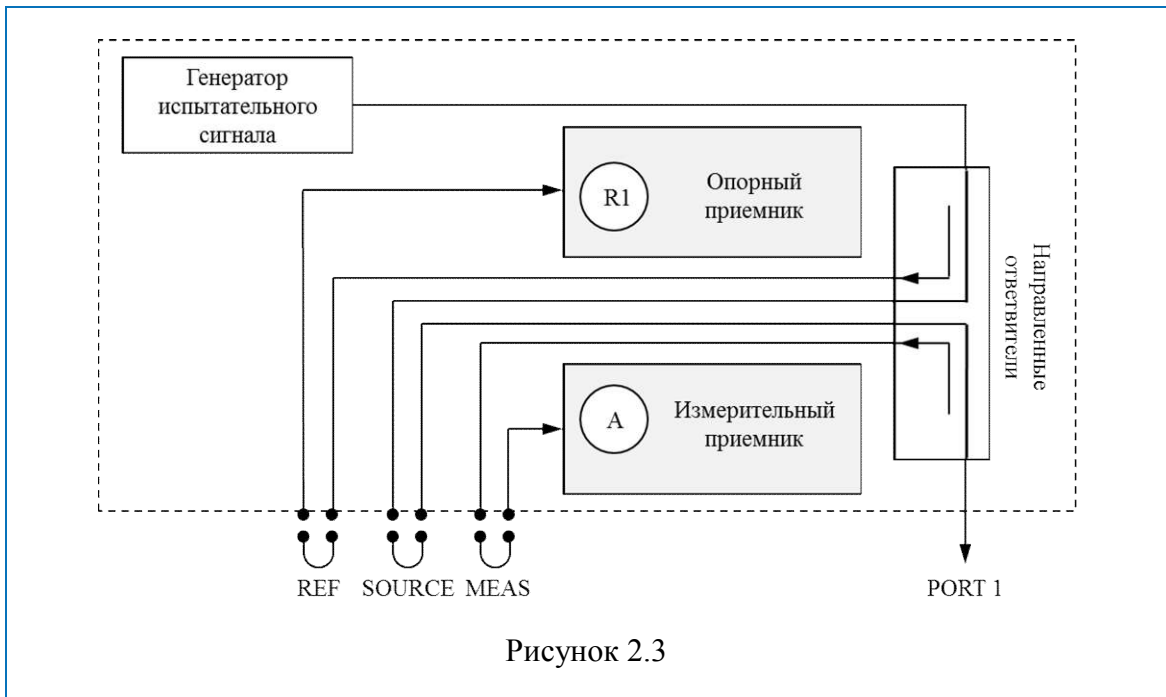 Генератор
испытательного
сигнала
R1
Опорный
приемник
Направленные
ответвители
A
Измерительный
приемник
REF SOURCE MEAS PORT 1
Рисунок 2.3